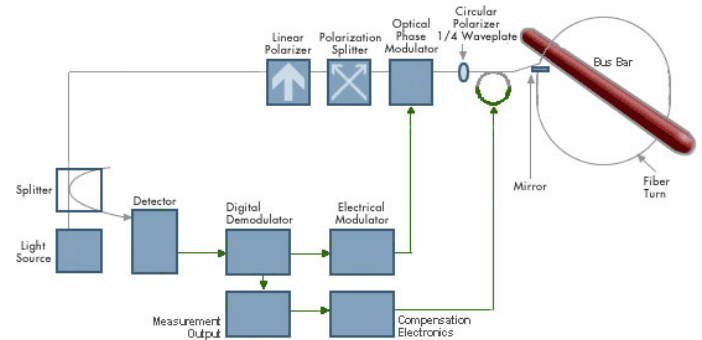 Circular
Polarizer
1/4 Waveplate
Optical
Phase
Modulator
Linear
Polarizer
Polarization
Splitter
Bus Bar
Mirror
Fiber
Turn
Splitter
Detector
Digital
Demodulator
Electrical
Modulator
Light
Source
Measurement
Output
Compensation
Electronics